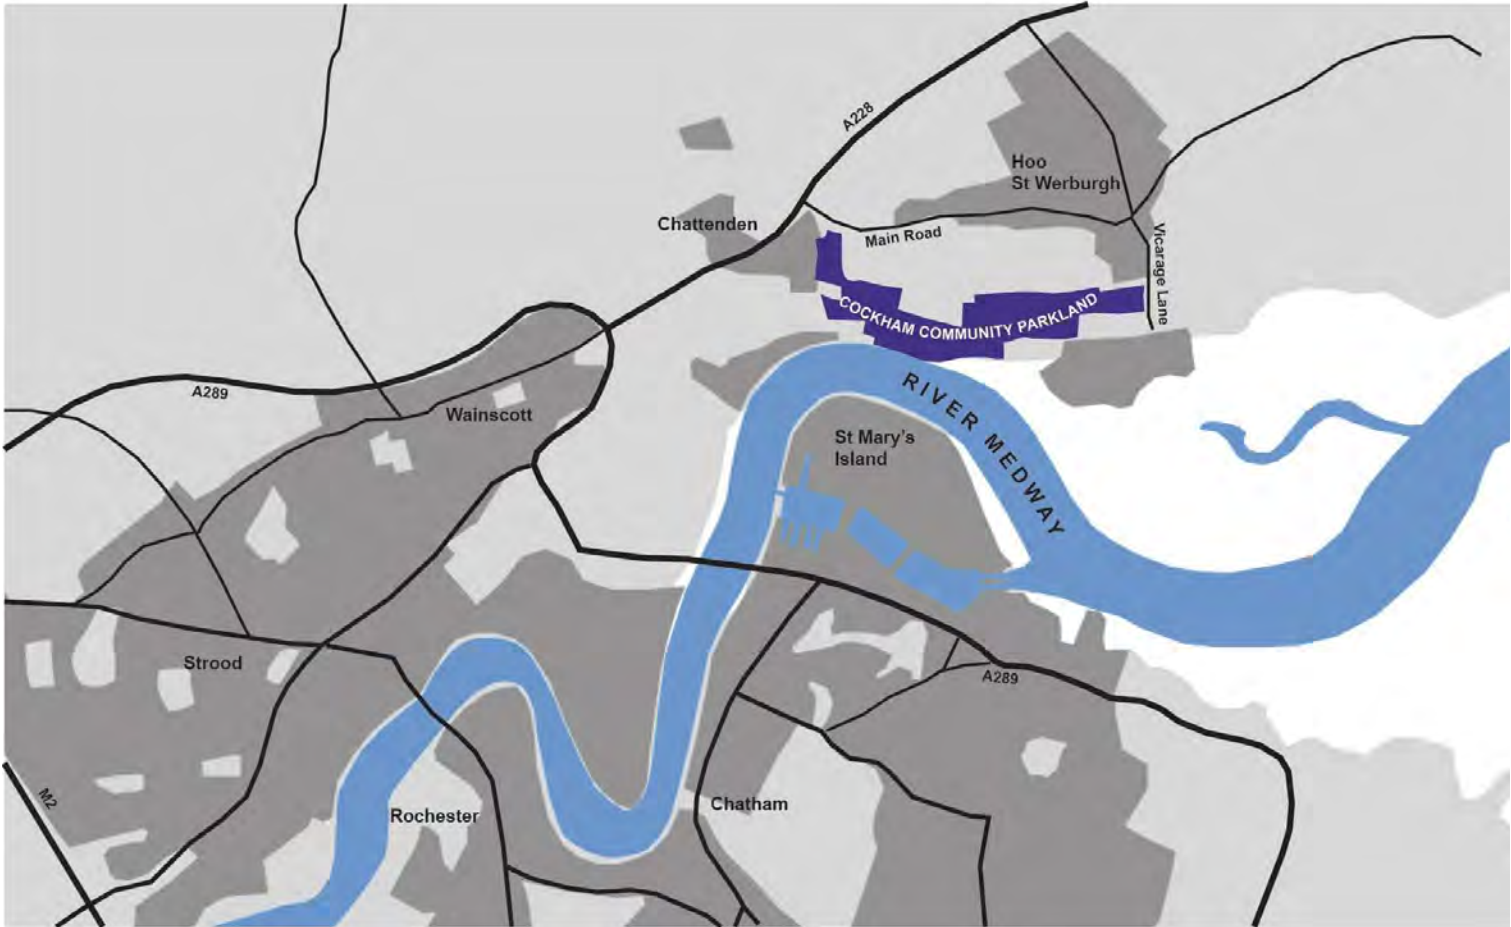 A228
Hoo
St Werburgh
Chattenden
Main Road
Vicarage Lane
COCKHAM COMMUNITY PARKLAND
A289
RIVER MEDWAY
Wainscott
St Mary's
Island
Strood
A289
M2
Rochester
Chatham